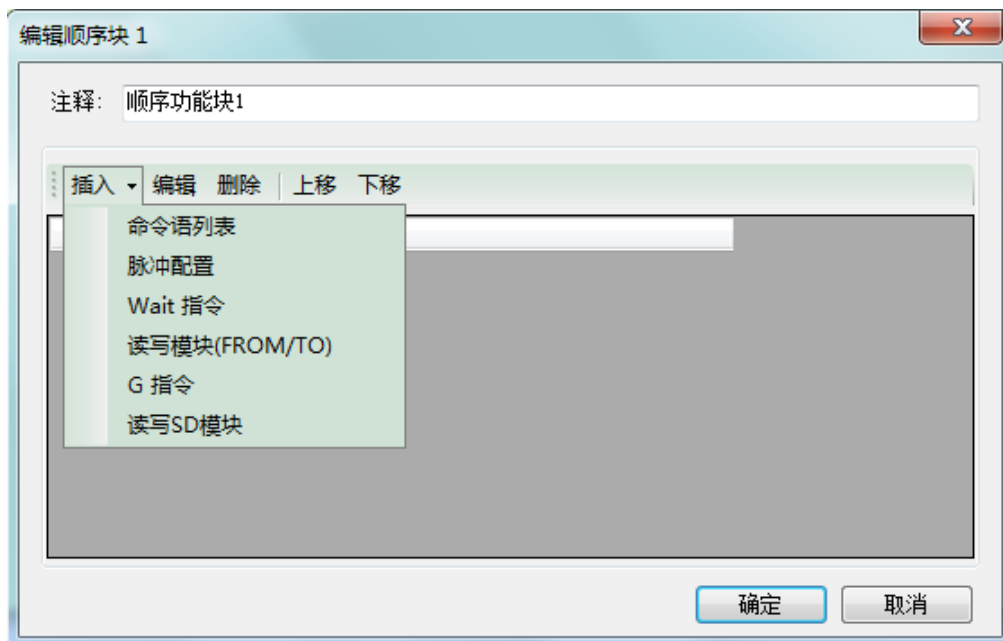 编辑顺序块 1
注释: 顺序功能块1
插入 编辑 删除 上移 下移
命令语列表
脉冲配置
Wait 指令
读写模块(FROM/TO)
G 指令
读写SD模块
确定 取消